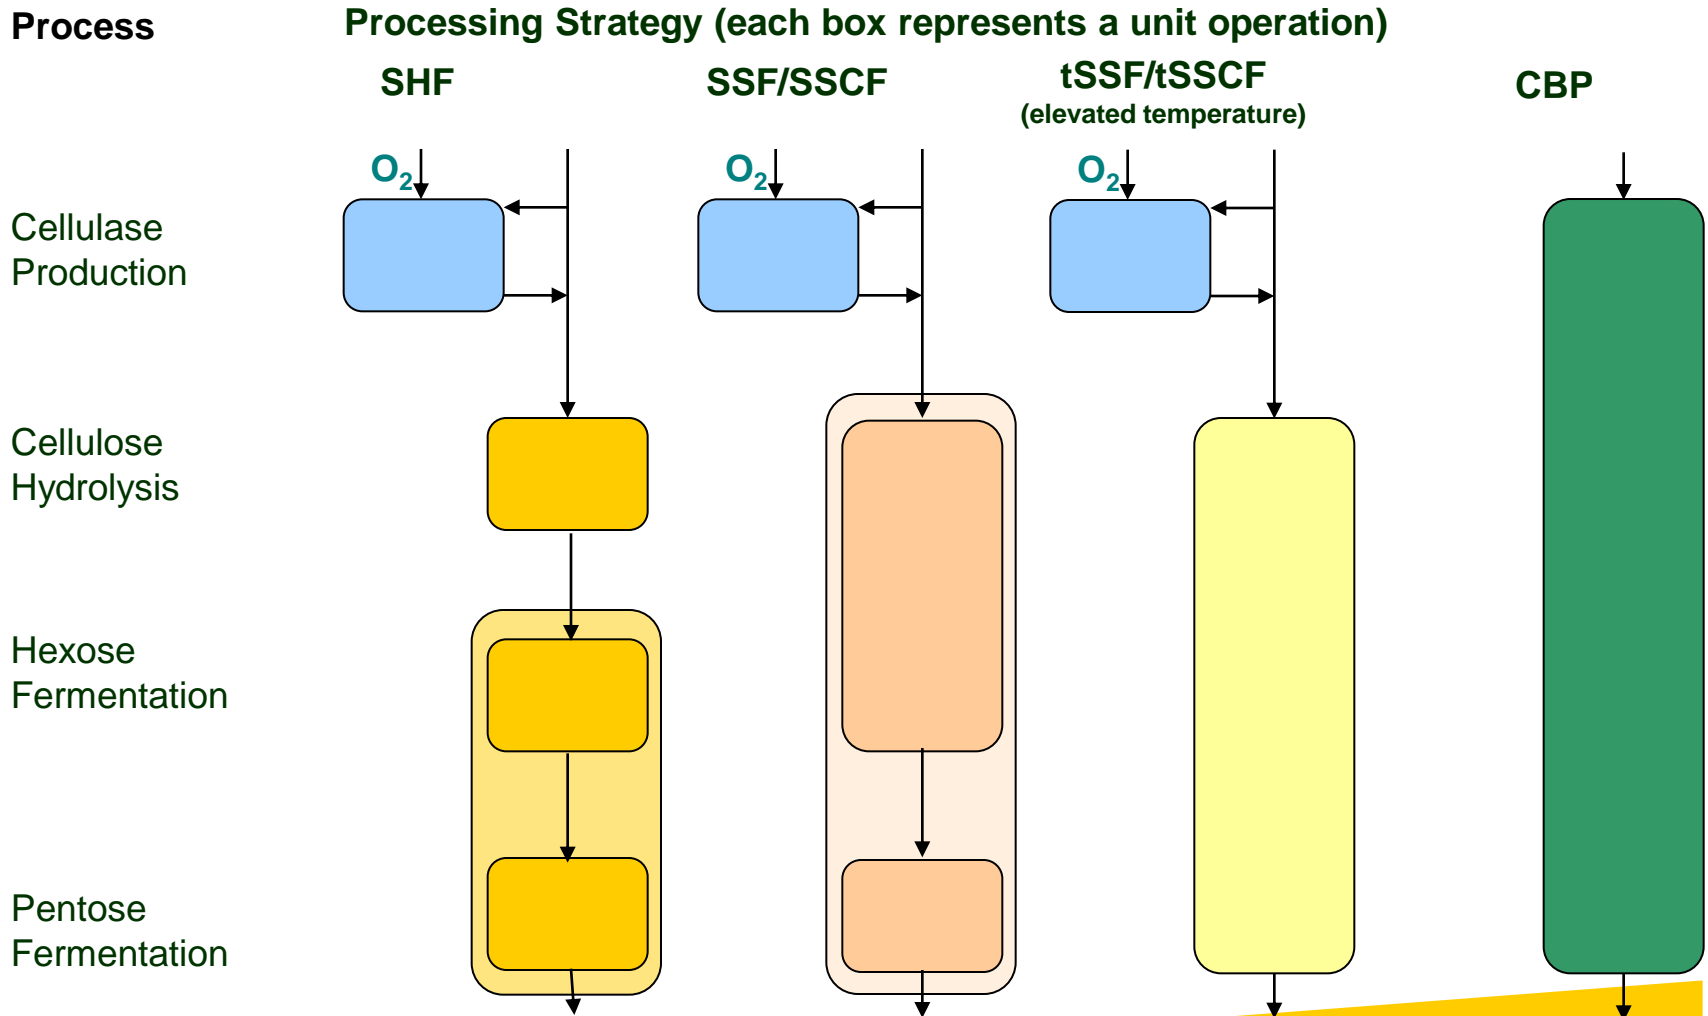 Process
Processing Strategy (each box represents a unit operation)
SHF
SSF/SSCF
tSSF/tSSCF
(elevated temperature)
CBP
O2
O2
O2
Cellulase
Production
Cellulose
Hydrolysis
Hexose
Fermentation
Pentose
Fermentation